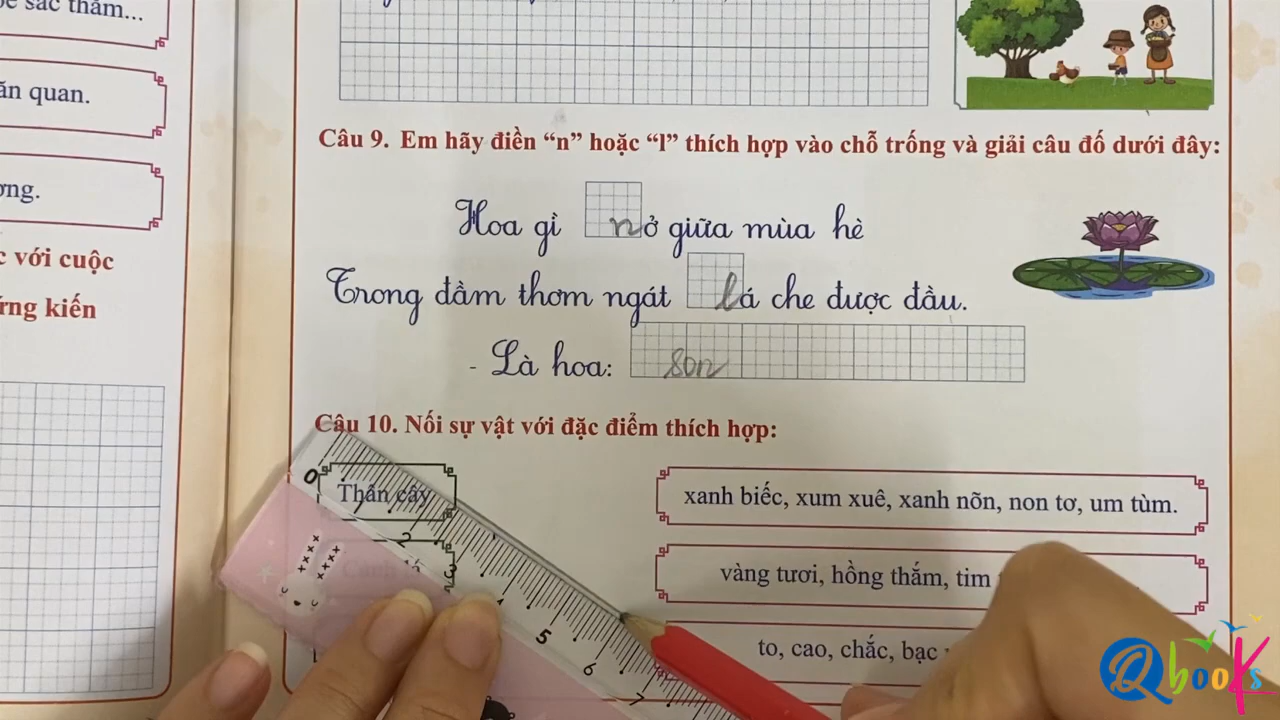 sắc thắm...
ăn quan.
ơng.
với cuộc
ứng kiến
Câu 9. Em hãy điền “n” hoặc “l” thích hợp vào chỗ trống và giải câu đố dưới đây:
Hoa gì nở giữa mùa hè
Trong đầm thơm ngát lá che được đầu.
- Là hoa: sen
Câu 10. Nối sự vật với đặc điểm thích hợp:
Thân cây
xanh biếc, xum xuê, xanh nõn, non tơ, um tùm.
Cành lá
vàng tươi, hồng thắm, tim
to, cao, chắc, bạc
0 2 3 5 6 7
Qbooks